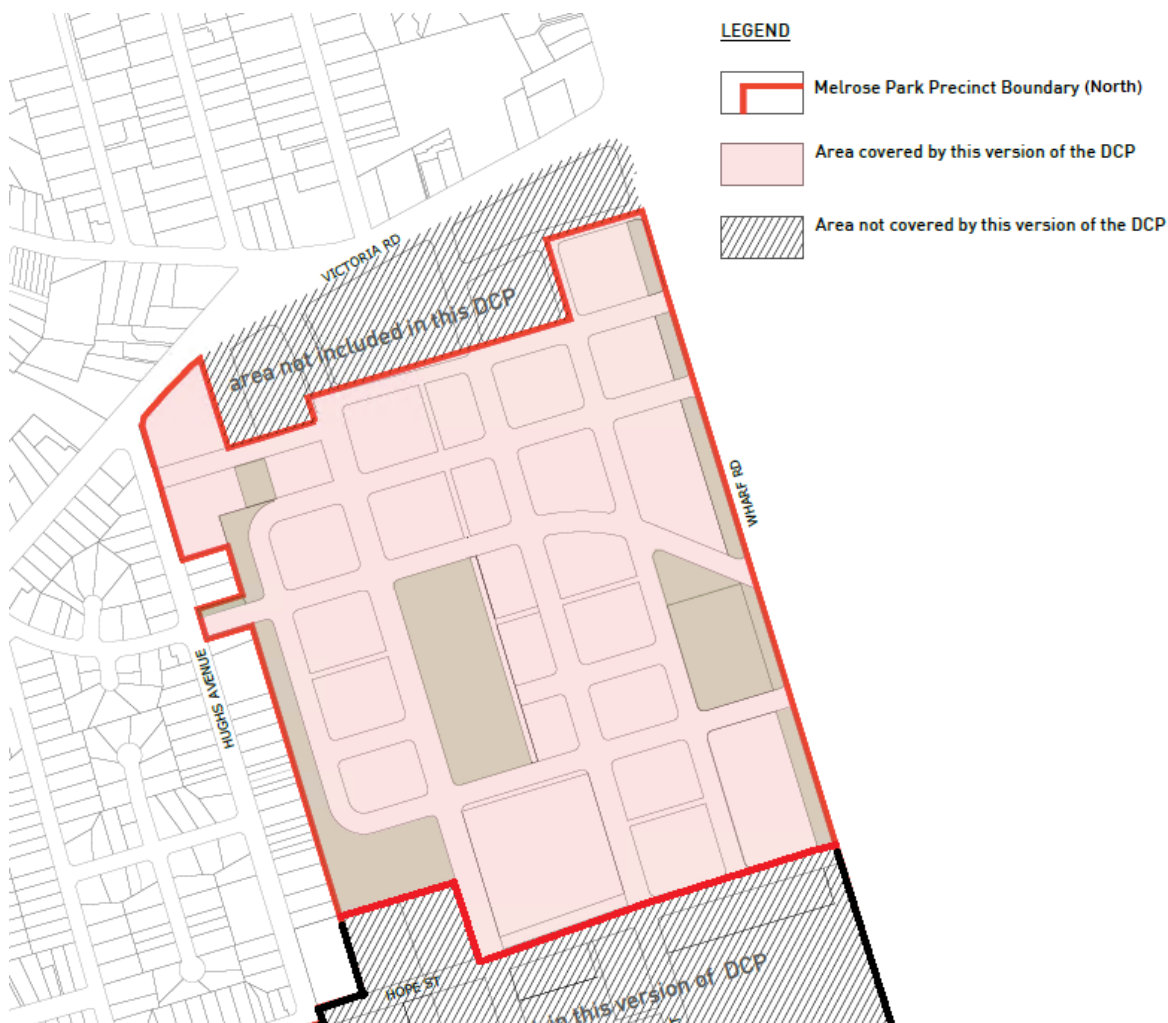 LEGEND
Melrose Park Precinct Boundary (North)
Area covered by this version of the DCP
Area not covered by this version of the DCP
VICTORIA RD
area not included in this DCP
WHARF RD
HUGHS AVENUE
HOPE ST
in this version of DCP